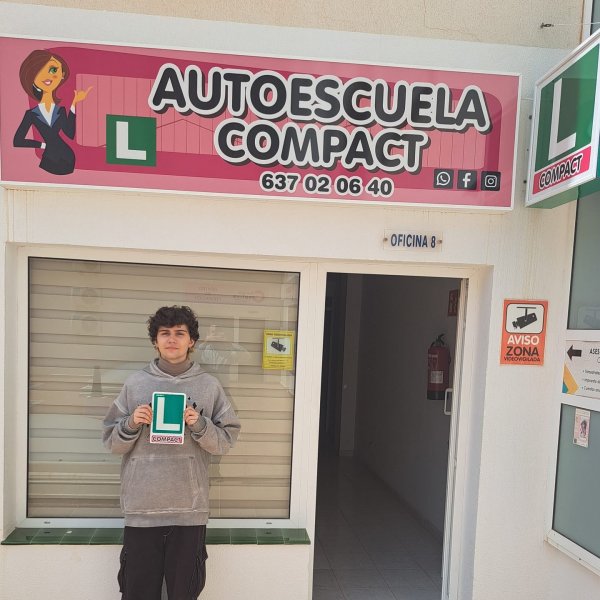 AUTOESCUELA
COMPACT
L
637 02 06 40
L
COMPACT
OFICINA 8
AVISO
ZONA
VIDEOVIGILADA
L
COMPACT